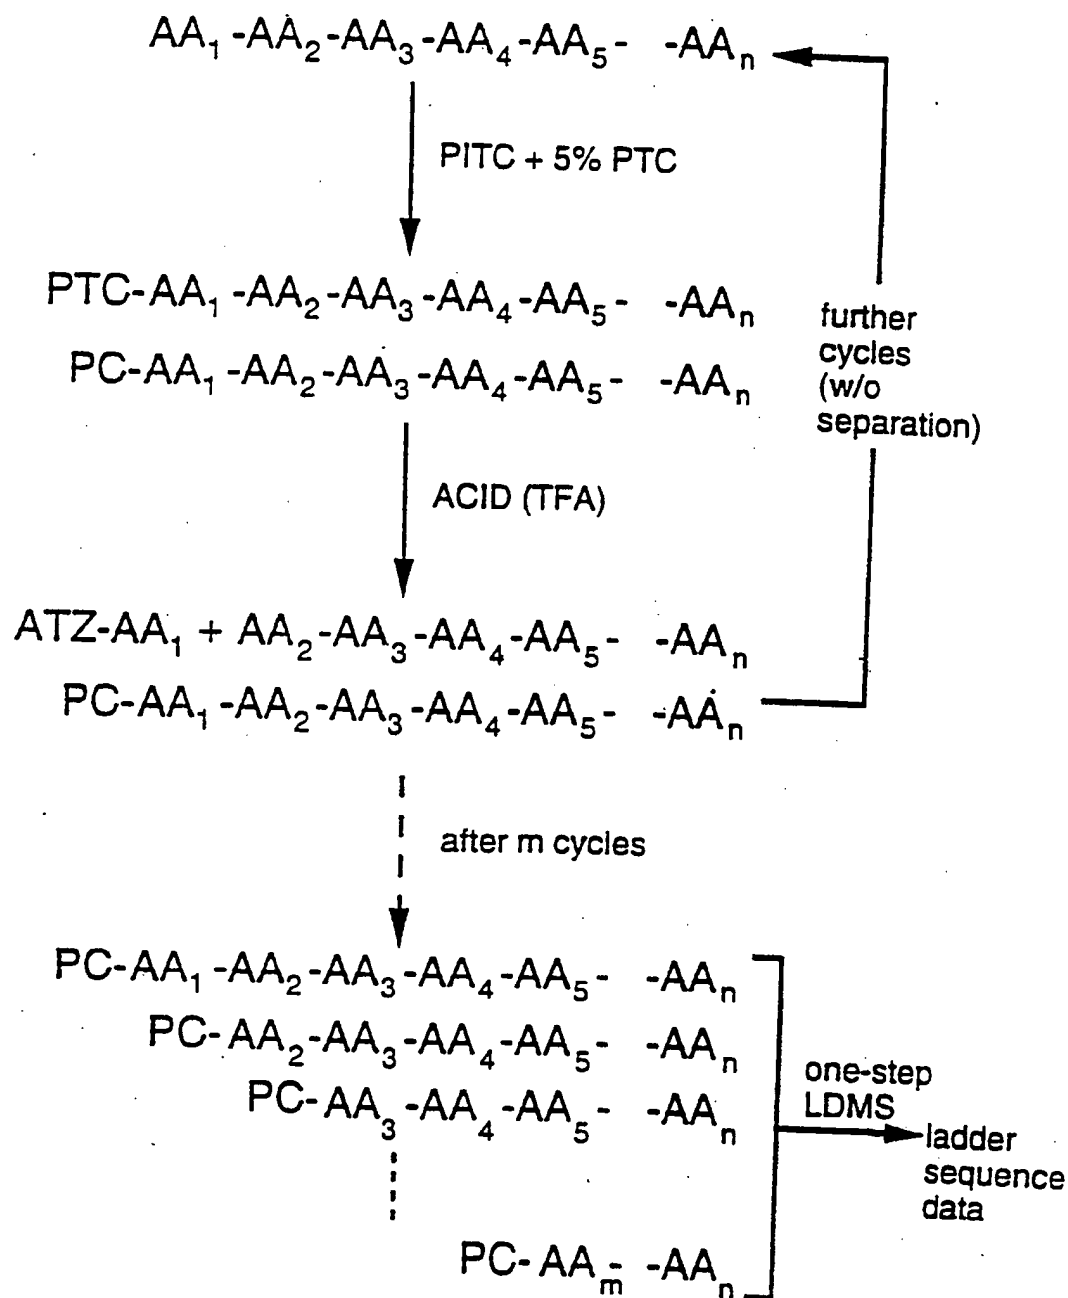 AA₁ -AA₂-AA₃-AA₄-AA₅- -AAₙ
PITC + 5% PTC
PTC-AA₁ -AA₂-AA₃-AA₄-AA₅- -AAₙ
PC-AA₁ -AA₂-AA₃-AA₄-AA₅- -AAₙ
further
cycles
(w/o
separation)
ACID (TFA)
ATZ-AA₁ + AA₂-AA₃-AA₄-AA₅- -AAₙ
PC-AA₁ -AA₂-AA₃-AA₄-AA₅- -AAₙ
after m cycles
PC-AA₁ -AA₂-AA₃-AA₄-AA₅- -AAₙ
PC-AA₂-AA₃-AA₄-AA₅- -AAₙ
PC-AA₃-AA₄-AA₅- -AAₙ
PC-AAₘ- -AAₙ
one-step
LDMS
ladder
sequence
data